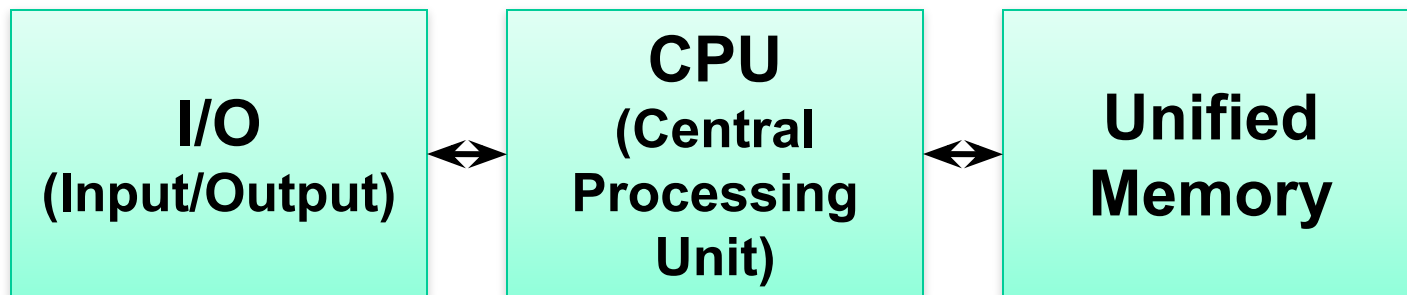 I/O
(Input/Output)
CPU
(Central
Processing
Unit)
Unified
Memory